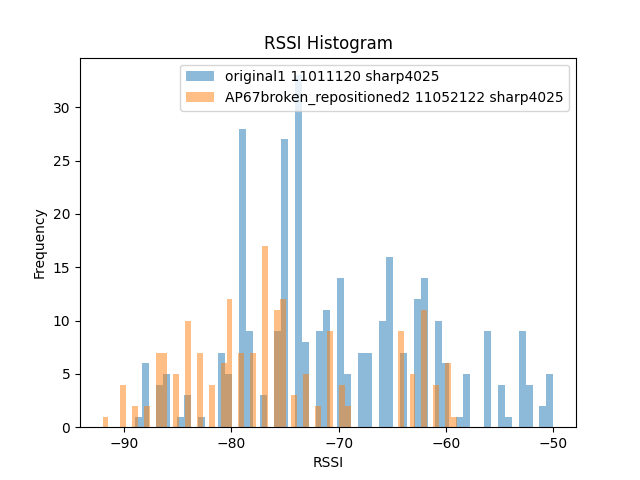 RSSI Histogram
original1 11011120 sharp4025
AP67broken_repositioned2 11052122 sharp4025
Frequency
30
25
20
15
10
5
0
−90
−80
−70
−60
−50
RSSI